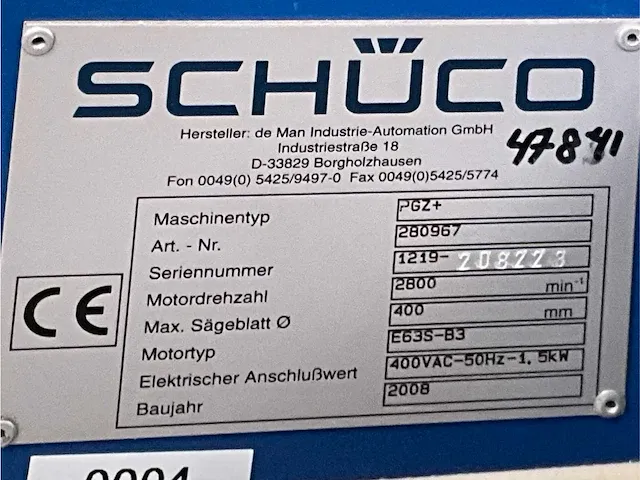 SCHÜCO
Hersteller: de Man Industrie-Automation GmbH
Industriestraße 18
D-33829 Borgholzhausen
Fon 0049(0) 5425/9497-0 Fax 0049(0)5425/5774
47841
Maschinentyp PGZ+
Art. - Nr. 280967
Seriennummer 1219-208223
Motordrehzahl 2800 min⁻¹
Max. Sägeblatt Ø 400 mm
Motortyp E63S-B3
Elektrischer Anschlußwert 400VAC-50Hz-1,5kW
Baujahr 2008
CE